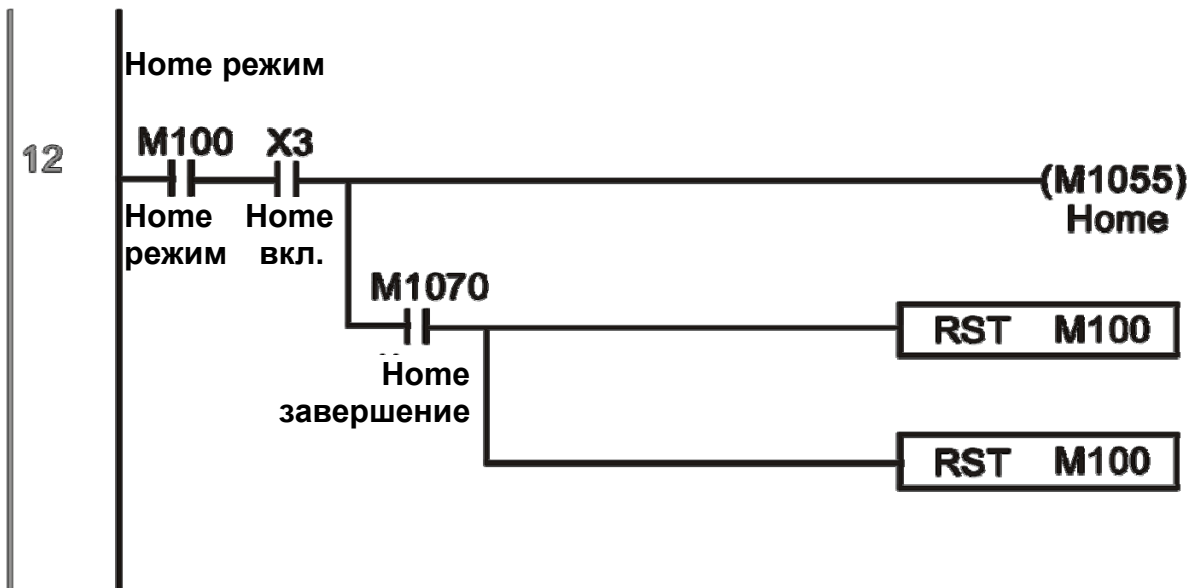 Home режим
12
M100 X3
(M1055)
Home Home
режим вкл.
Home
M1070
RST M100
Home
завершение
RST M100